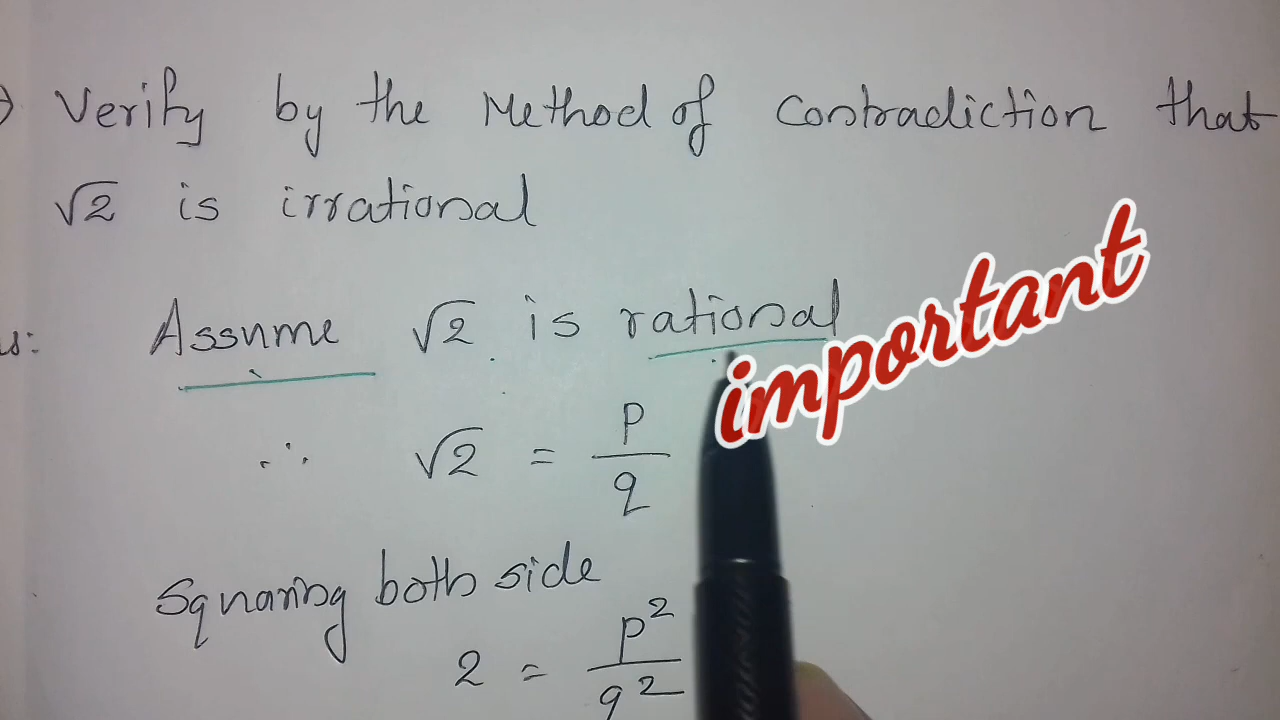 Verify by the Method of Contradiction that
√2 is irrational
Assume √2 is rational
important
∴ √2 = P/q
Squaring both side
2 = P²/q²